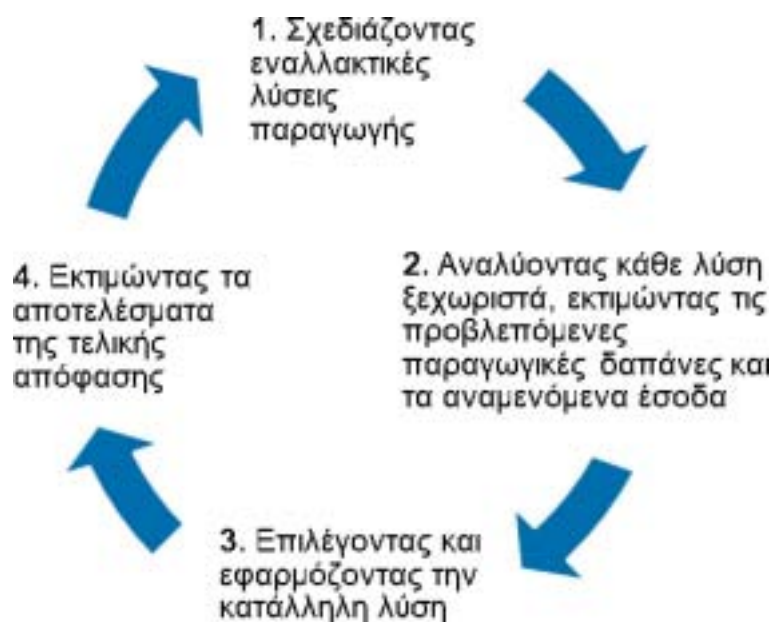 1. Σχεδιάζοντας
εναλλακτικές
λύσεις
παραγωγής
2. Αναλύοντας κάθε λύση
ξεχωριστά, εκτιμώντας τις
προβλεπόμενες
παραγωγικές δαπάνες και
τα αναμενόμενα έσοδα
3. Επιλέγοντας και
εφαρμόζοντας την
κατάλληλη λύση
4. Εκτιμώντας τα
αποτελέσματα
της τελικής
απόφασης